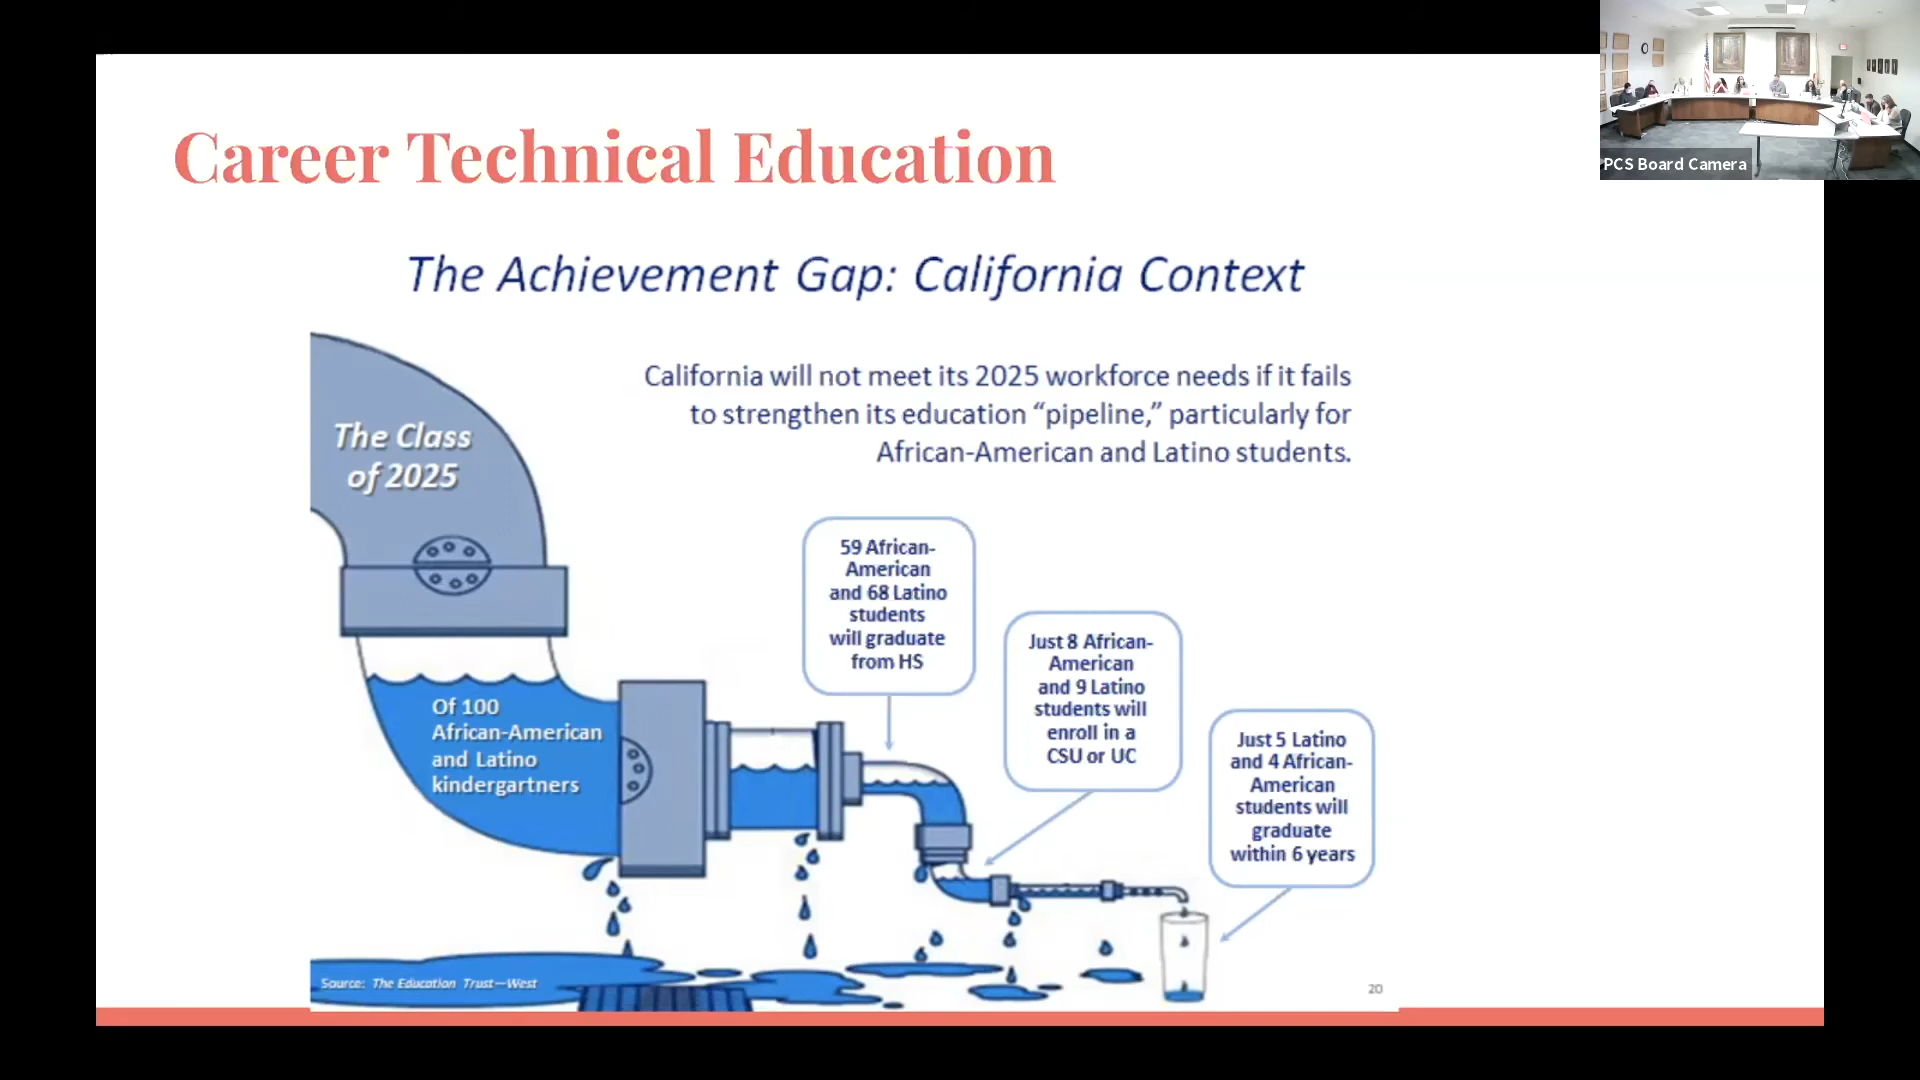 Career Technical Education
PCS Board Camera
The Achievement Gap: California Context
California will not meet its 2025 workforce needs if it fails
to strengthen its education “pipeline,” particularly for
African-American and Latino students.
The Class
of 2025
Of 100
African-American
and Latino
kindergartners
59 African-
American
and 68 Latino
students
will graduate
from HS
Just 8 African-
American
and 9 Latino
students will
enroll in a
CSU or UC
Just 5 Latino
and 4 African-
American
students will
graduate
within 6 years
Source: The Education Trust—West
20